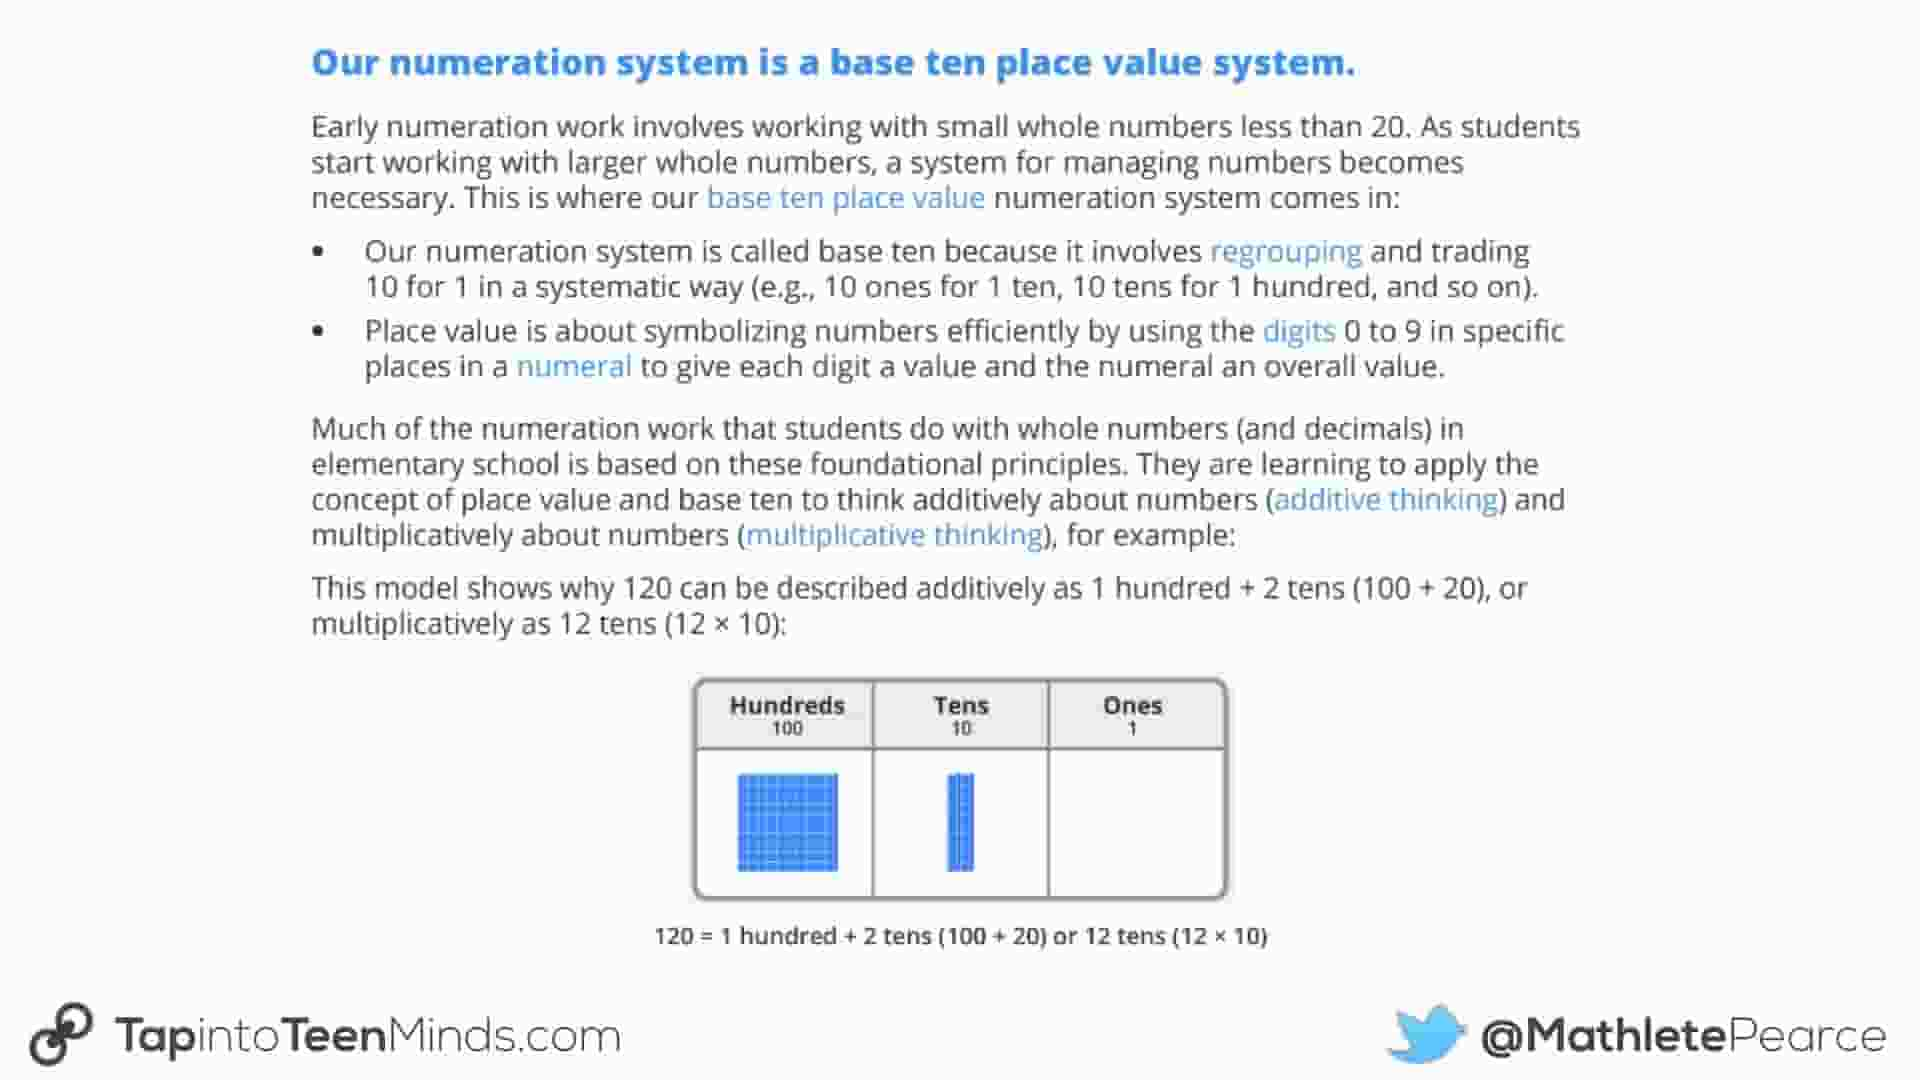 Our numeration system is a base ten place value system.
Early numeration work involves working with small whole numbers less than 20. As students
start working with larger whole numbers, a system for managing numbers becomes
necessary. This is where our base ten place value numeration system comes in:
• Our numeration system is called base ten because it involves regrouping and trading
10 for 1 in a systematic way (e.g., 10 ones for 1 ten, 10 tens for 1 hundred, and so on).
• Place value is about symbolizing numbers efficiently by using the digits 0 to 9 in specific
places in a numeral to give each digit a value and the numeral an overall value.
Much of the numeration work that students do with whole numbers (and decimals) in
elementary school is based on these foundational principles. They are learning to apply the
concept of place value and base ten to think additively about numbers (additive thinking) and
multiplicatively about numbers (multiplicative thinking), for example:
This model shows why 120 can be described additively as 1 hundred + 2 tens (100 + 20), or
multiplicatively as 12 tens (12 × 10):
Hundreds Tens Ones
100 10 1
120 = 1 hundred + 2 tens (100 + 20) or 12 tens (12 × 10)
TapintoTeenMinds.com @MathletePearce